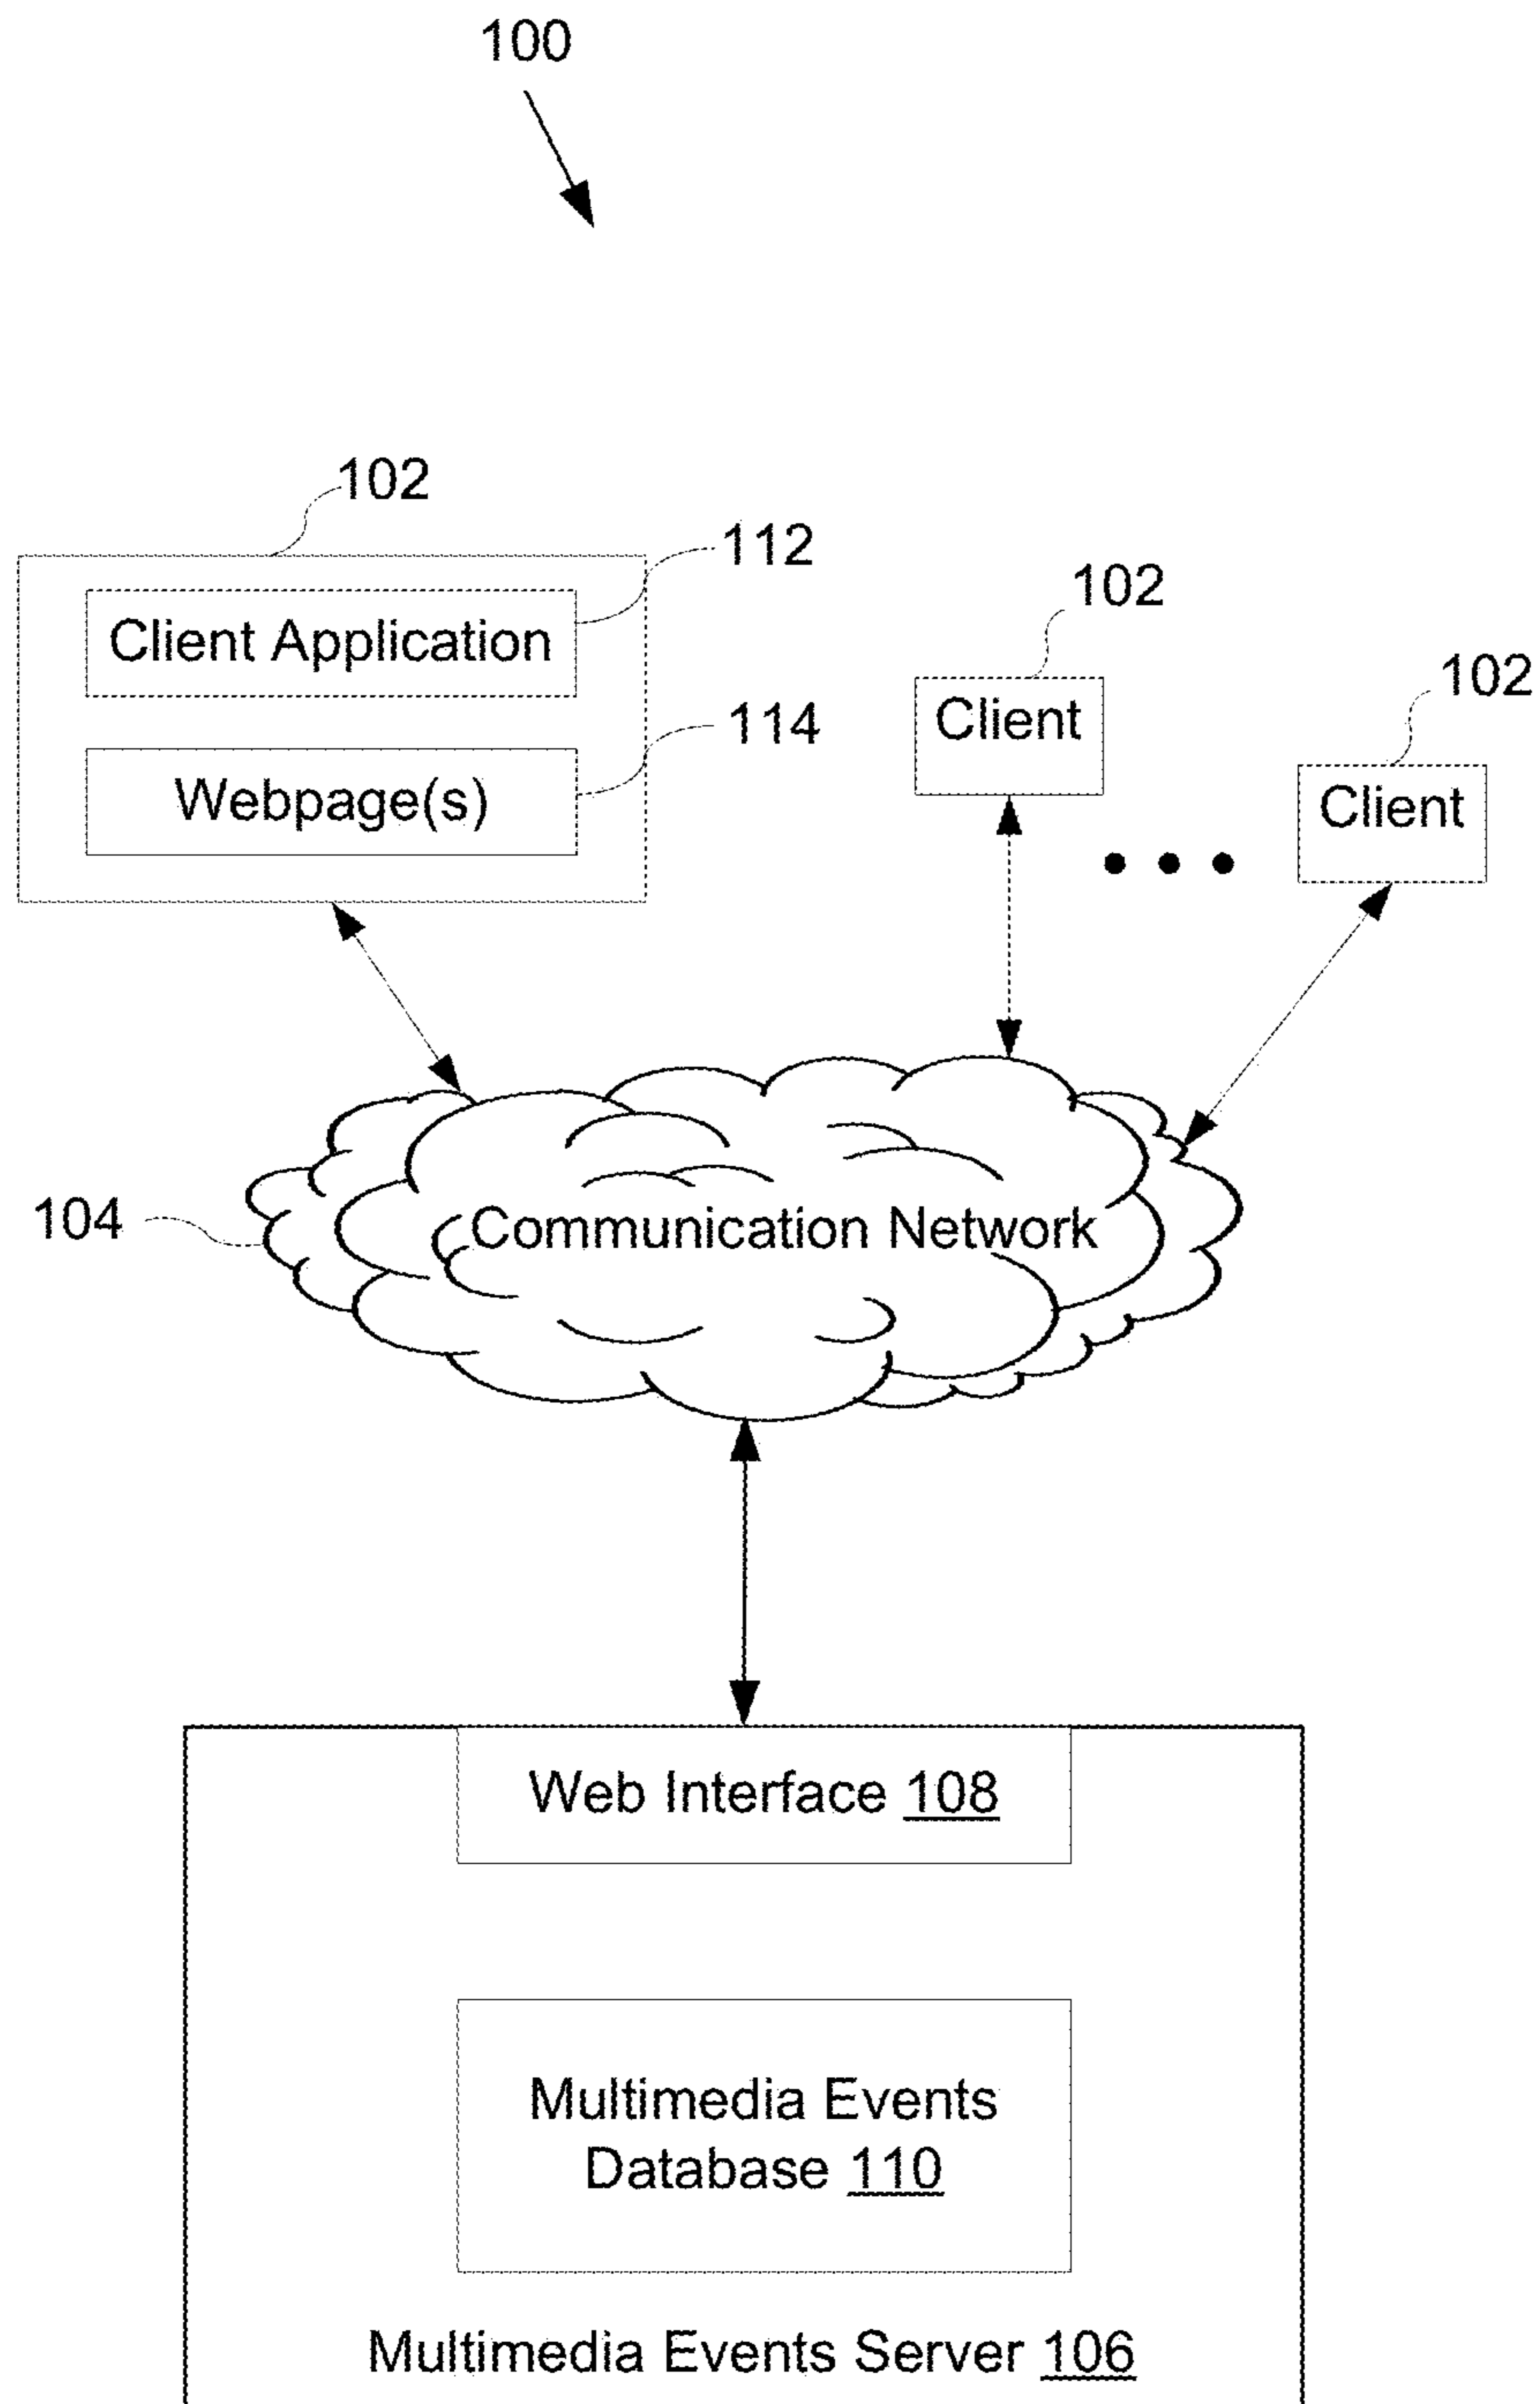 100
102
112
Client Application
114
Webpage(s)
102
Client
102
Client
104
Communication Network
Web Interface 108
Multimedia Events
Database 110
Multimedia Events Server 106